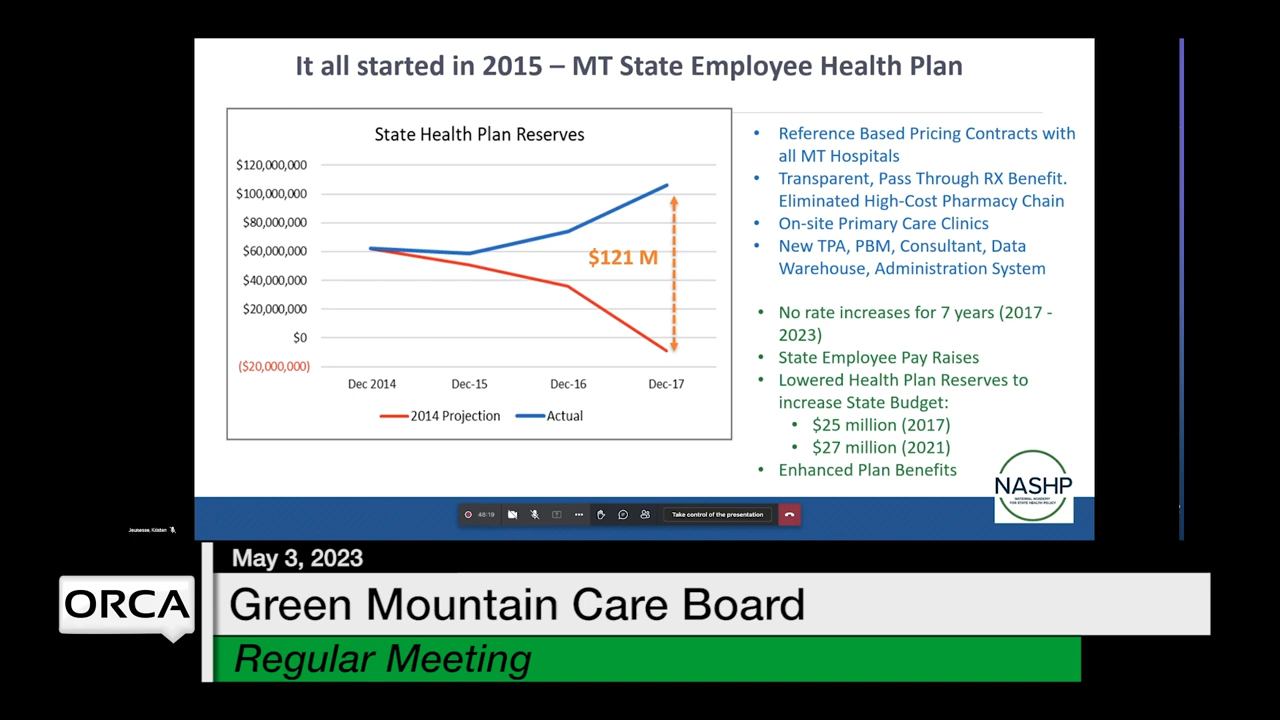 It all started in 2015 – MT State Employee Health Plan
State Health Plan Reserves
$120,000,000
$100,000,000
$80,000,000
$60,000,000
$40,000,000
$20,000,000
$0
($20,000,000)
$121 M
Dec 2014 Dec-15 Dec-16 Dec-17
2014 Projection Actual
• Reference Based Pricing Contracts with
all MT Hospitals
• Transparent, Pass Through RX Benefit.
Eliminated High-Cost Pharmacy Chain
• On-site Primary Care Clinics
• New TPA, PBM, Consultant, Data
Warehouse, Administration System
• No rate increases for 7 years (2017 -
2023)
• State Employee Pay Raises
• Lowered Health Plan Reserves to
increase State Budget:
• $25 million (2017)
• $27 million (2021)
• Enhanced Plan Benefits
NASHP
NATIONAL ACADEMY
FOR STATE HEALTH POLICY
48:19
Take control of the presentation
Jeunesse, Kristen
May 3, 2023
ORCA
Green Mountain Care Board
Regular Meeting